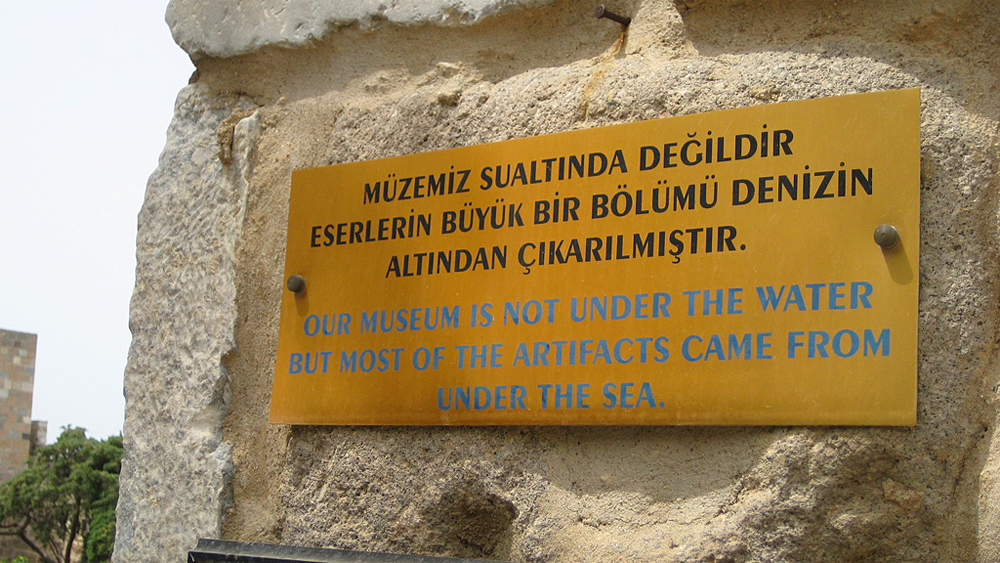 MÜZEMİZ SUALTINDA DEĞİLDİR
ESERLERİN BÜYÜK BİR BÖLÜMÜ DENİZİN
ALTINDAN ÇIKARILMIŞTIR.
OUR MUSEUM IS NOT UNDER THE WATER
BUT MOST OF THE ARTIFACTS CAME FROM
UNDER THE SEA.